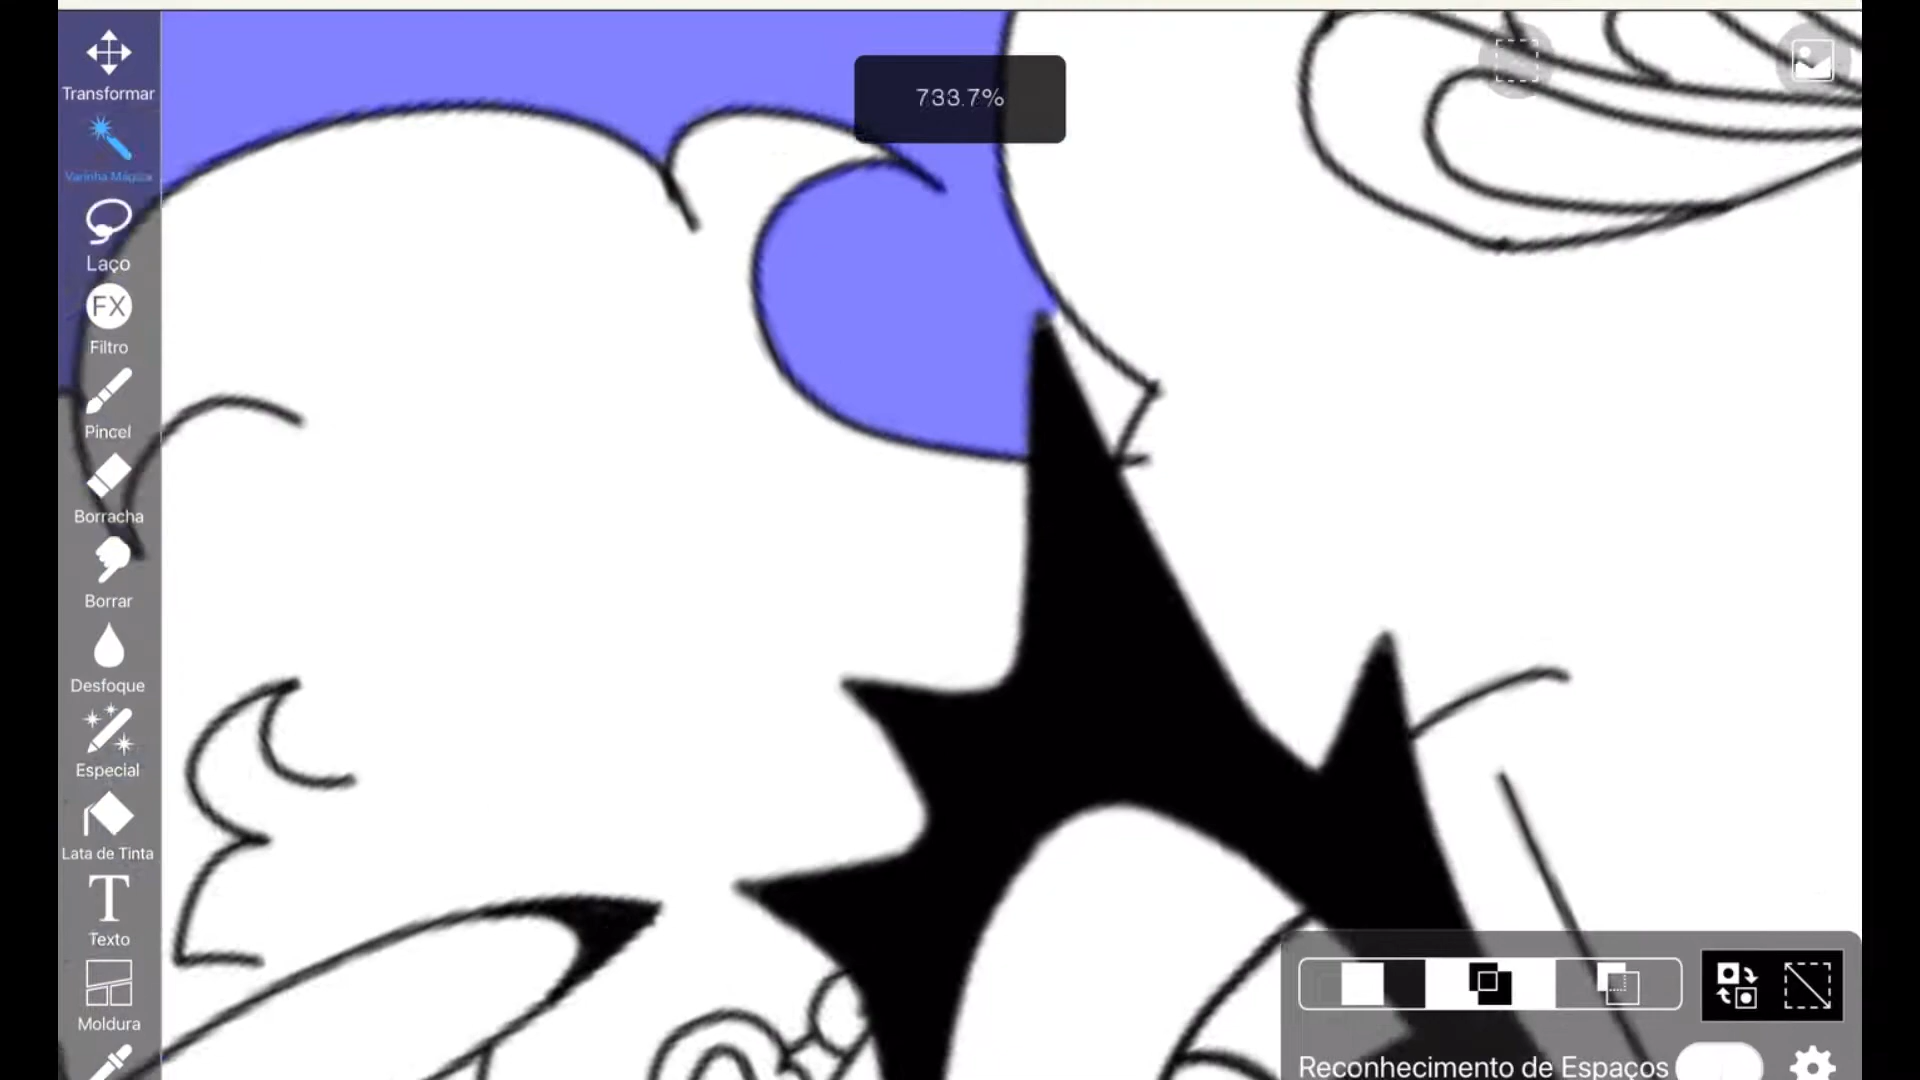 733.7%
Transformar
Varinha Mágica
Laço
FX
Filtro
Pincel
Borracha
Borrar
Desfoque
Especial
Lata de Tinta
T
Texto
Moldura
Reconhecimento de Espaços